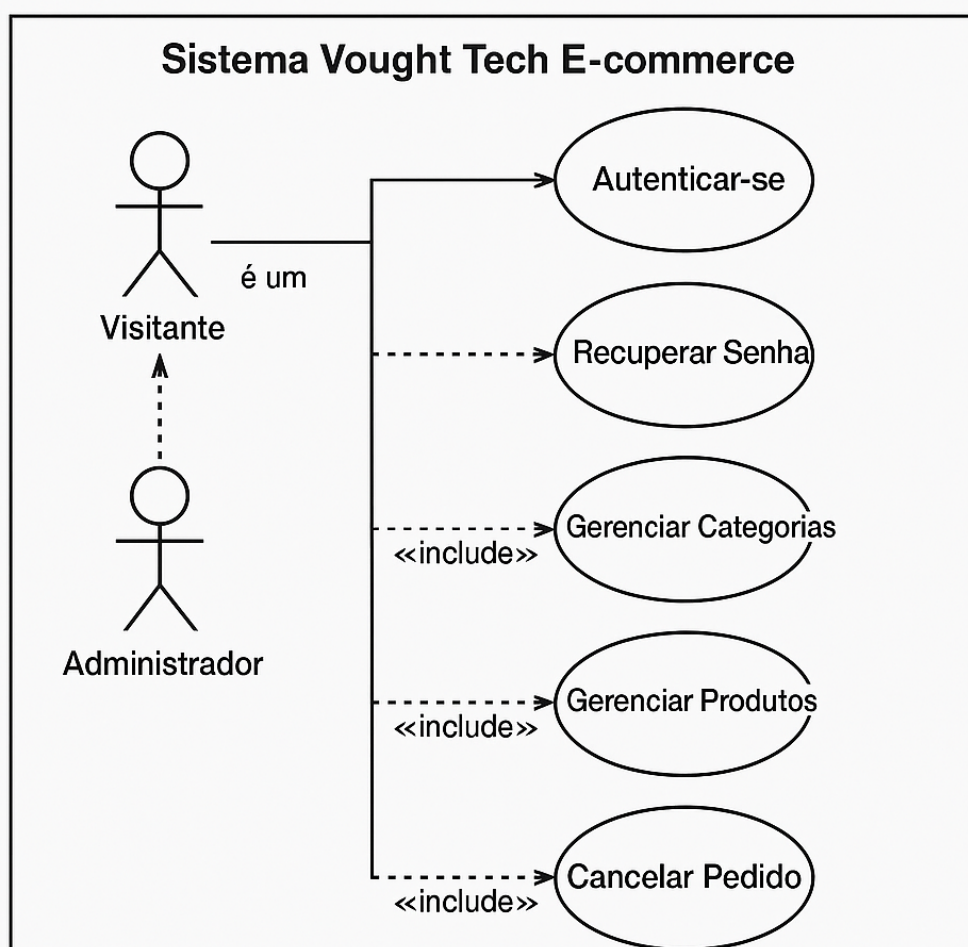 Sistema Vought Tech E-commerce
Autenticar-se
é um
Visitante
Recuperar Senha
Gerenciar Categorias
«include»
Administrador
Gerenciar Produtos
«include»
Cancelar Pedido
«include»